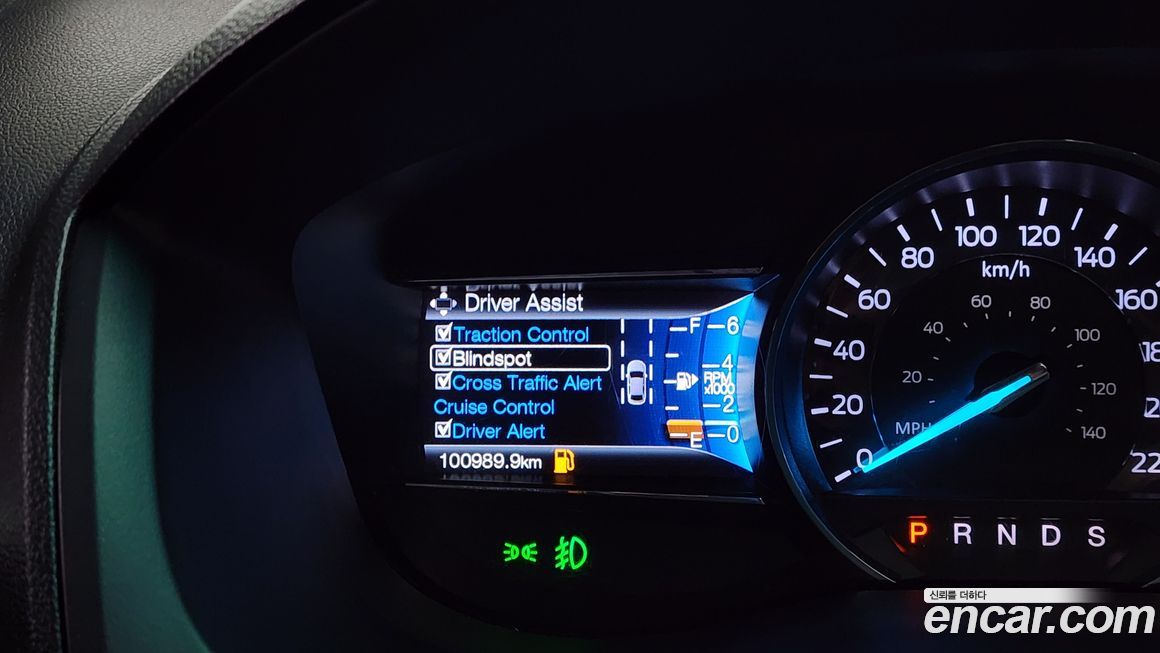 Driver Assist
Traction Control
Blindspot
Cross Traffic Alert
Cruise Control
Driver Alert
100989.9km
F
E
6
4
RPM
x1000
2
0
0
20
40
60
80
100
120
140
160
km/h
20
40
60
80
100
120
140
MPH
P R N D S
신뢰를 더하다
encar.com